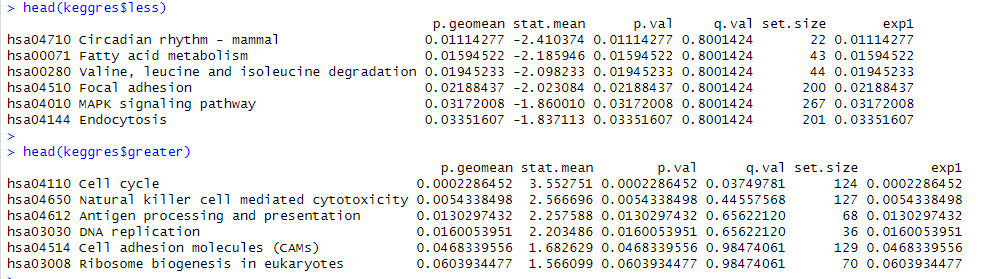 > head(keggres$less)
p.geomean stat.mean p.val q.val set.size exp1
hsa04710 Circadian rhythm - mammal 0.01114277 -2.410374 0.01114277 0.8001424 22 0.01114277
hsa00071 Fatty acid metabolism 0.01594522 -2.185946 0.01594522 0.8001424 43 0.01594522
hsa00280 Valine, leucine and isoleucine degradation 0.01945233 -2.098233 0.01945233 0.8001424 44 0.01945233
hsa04510 Focal adhesion 0.02188437 -2.023084 0.02188437 0.8001424 200 0.02188437
hsa04010 MAPK signaling pathway 0.03172008 -1.860010 0.03172008 0.8001424 267 0.03172008
hsa04144 Endocytosis 0.03351607 -1.837113 0.03351607 0.8001424 201 0.03351607
>
> head(keggres$greater)
p.geomean stat.mean p.val q.val set.size exp1
hsa04110 Cell cycle 0.0002286452 3.552751 0.0002286452 0.03749781 124 0.0002286452
hsa04650 Natural killer cell mediated cytotoxicity 0.0054338498 2.566696 0.0054338498 0.44557568 127 0.0054338498
hsa04612 Antigen processing and presentation 0.0130297432 2.257588 0.0130297432 0.65622120 68 0.0130297432
hsa03030 DNA replication 0.0160053951 2.203486 0.0160053951 0.65622120 36 0.0160053951
hsa04514 Cell adhesion molecules (CAMs) 0.0468339556 1.682629 0.0468339556 0.98474061 129 0.0468339556
hsa03008 Ribosome biogenesis in eukaryotes 0.0603934477 1.566099 0.0603934477 0.98474061 70 0.0603934477